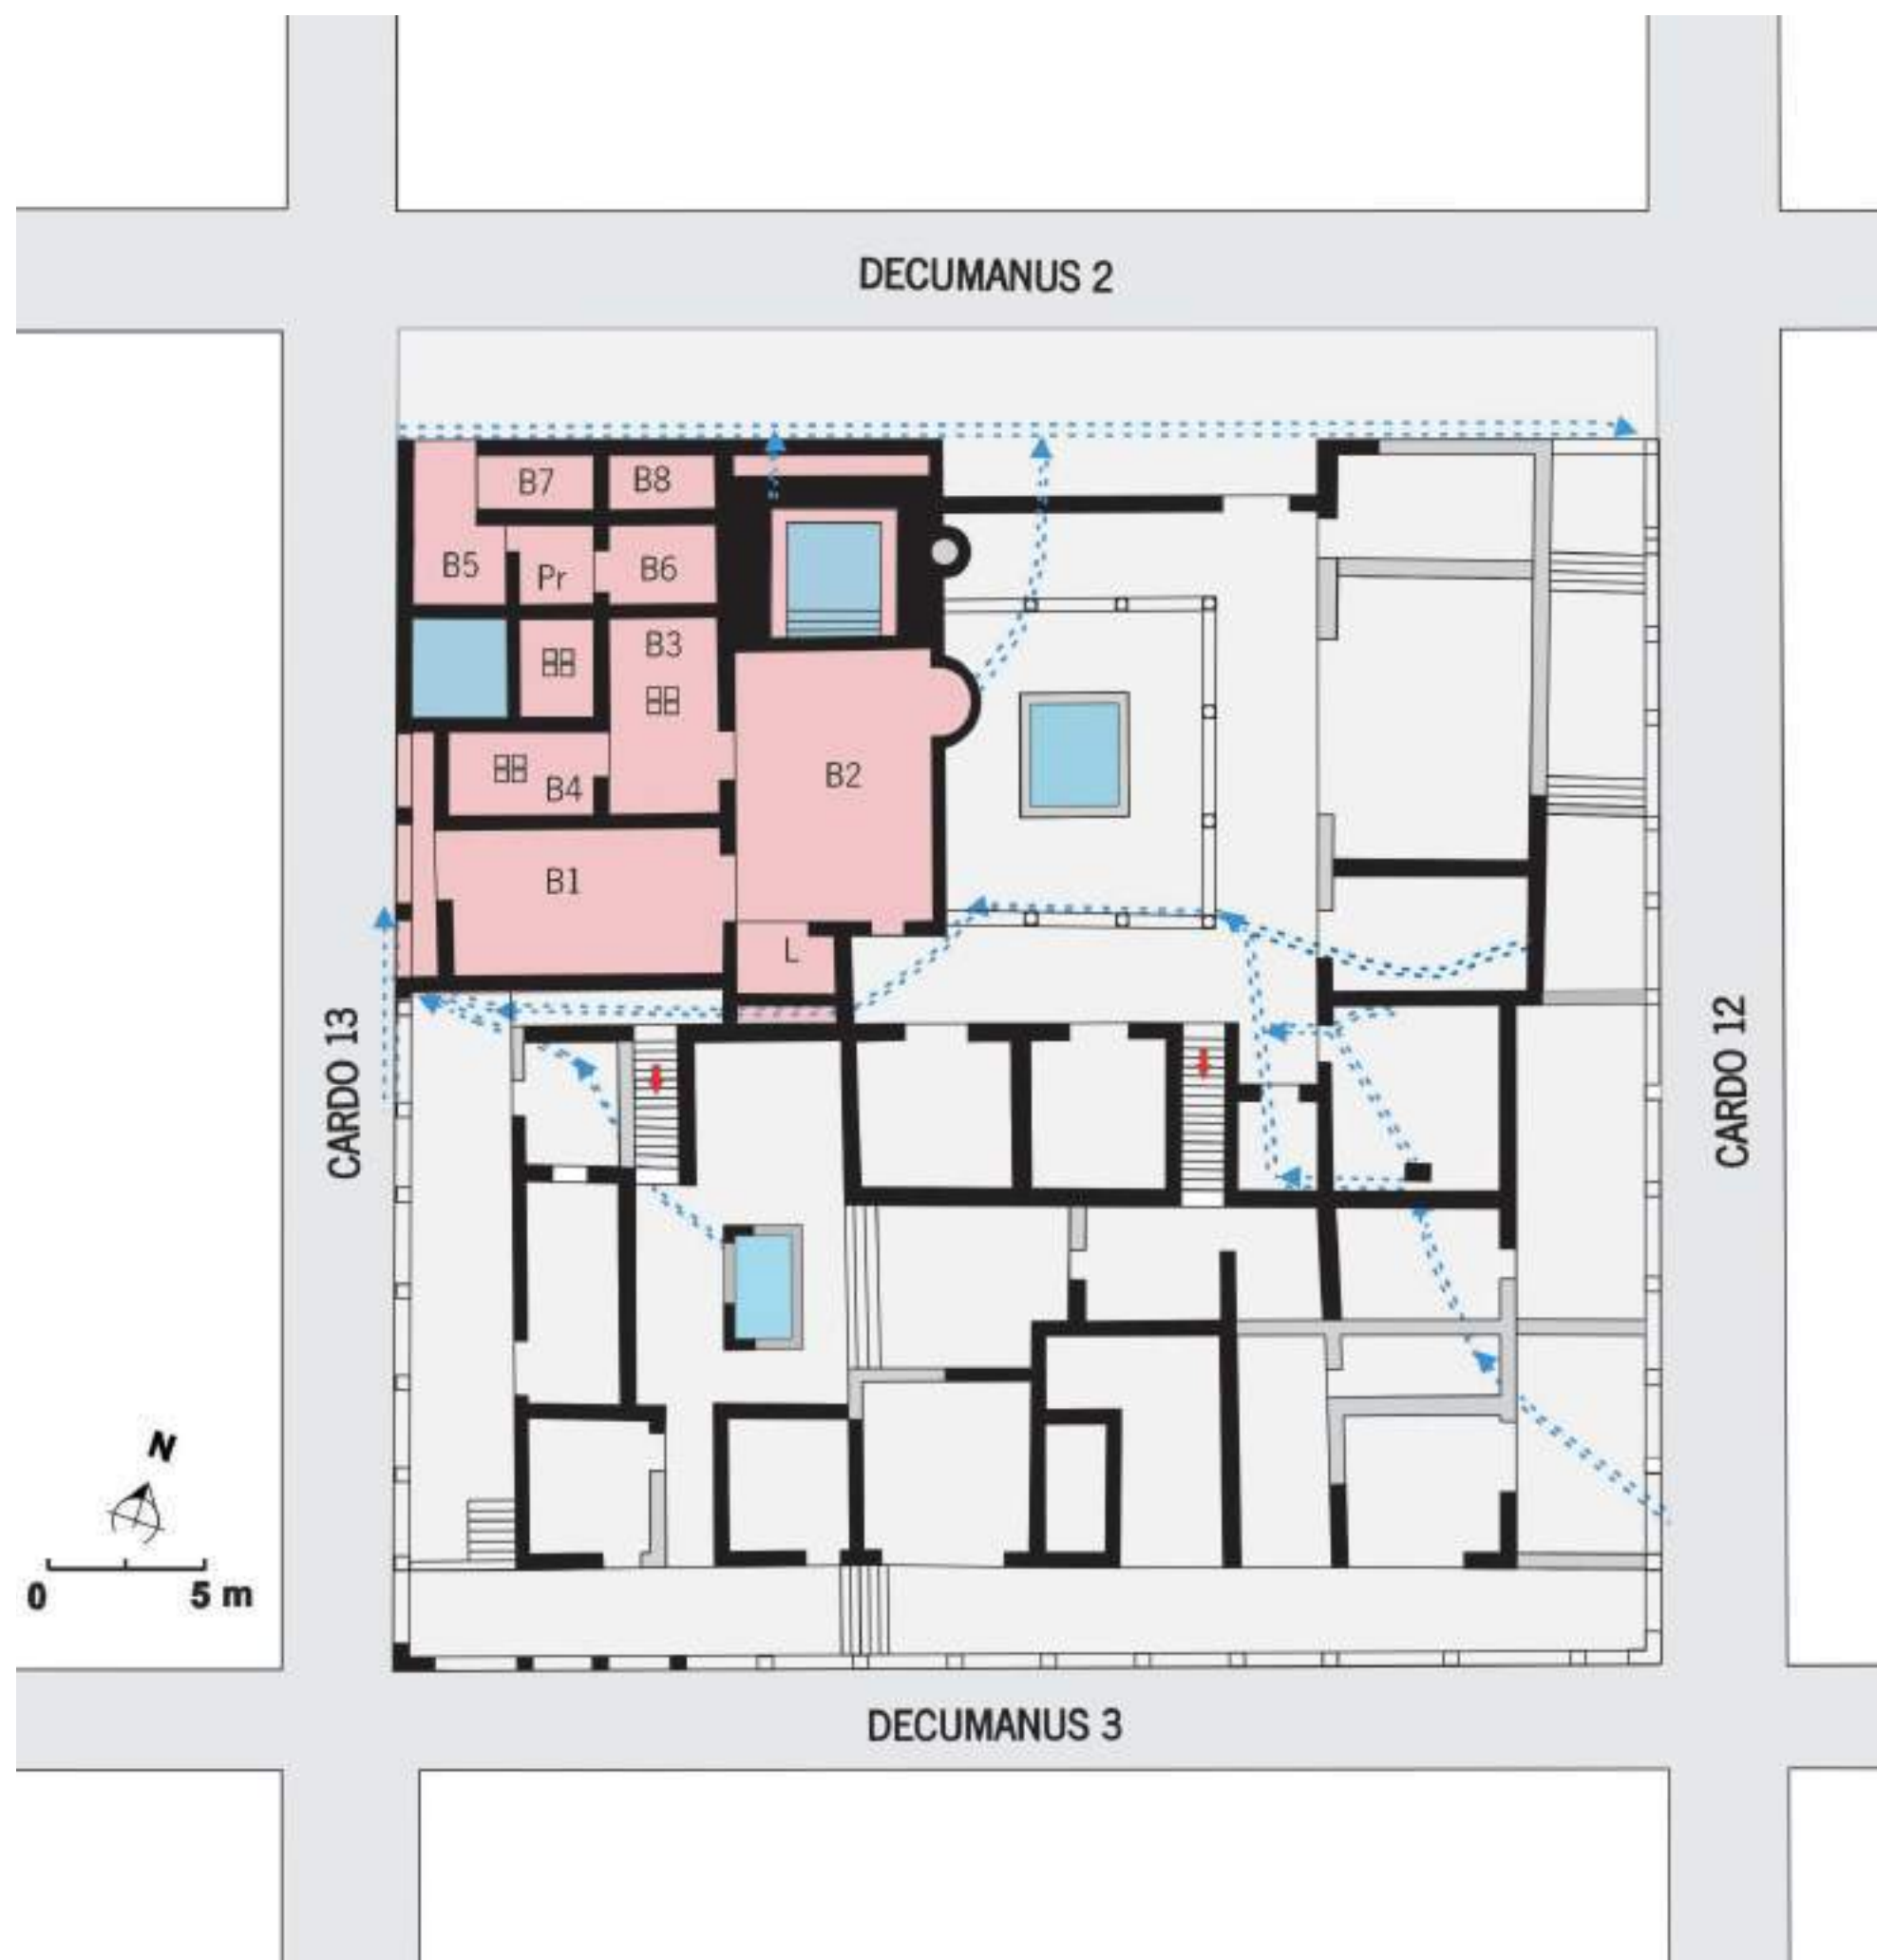 DECUMANUS 2
B7
B8
B5
Pr
B6
B3
B4
B2
B1
L
CARDO 13
CARDO 12
N
0
5 m
DECUMANUS 3